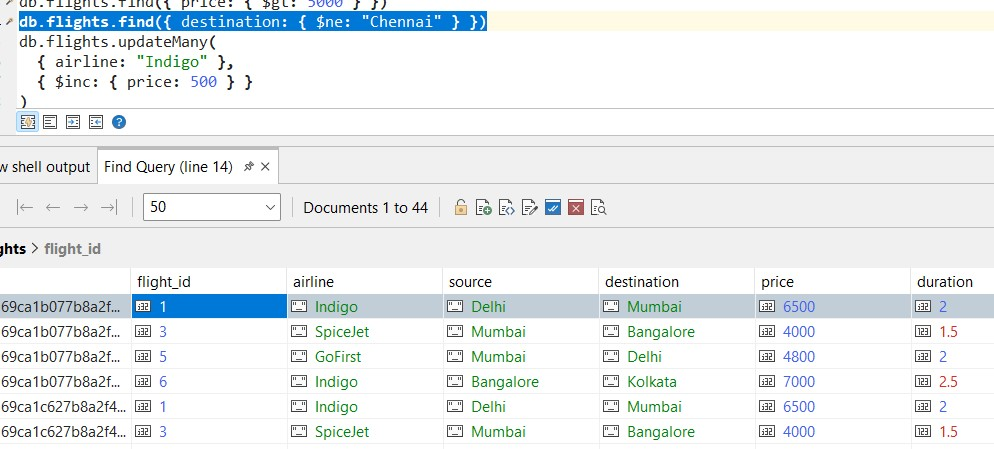 db.flights.find({ price: { $gt: 5000 } })
db.flights.find({ destination: { $ne: "Chennai" } })
db.flights.updateMany(
{ airline: "Indigo" },
{ $inc: { price: 500 } }
)
w shell output Find Query (line 14)
50 Documents 1 to 44
ghts > flight_id
flight_id airline source destination price duration
69ca1b077b8a2f... 1 Indigo Delhi Mumbai 6500 2
69ca1b077b8a2f... 3 SpiceJet Mumbai Bangalore 4000 1.5
69ca1b077b8a2f... 5 GoFirst Mumbai Delhi 4800 2
69ca1b077b8a2f... 6 Indigo Bangalore Kolkata 7000 2.5
69ca1c627b8a2f4... 1 Indigo Delhi Mumbai 6500 2
69ca1c627b8a2f4... 3 SpiceJet Mumbai Bangalore 4000 1.5